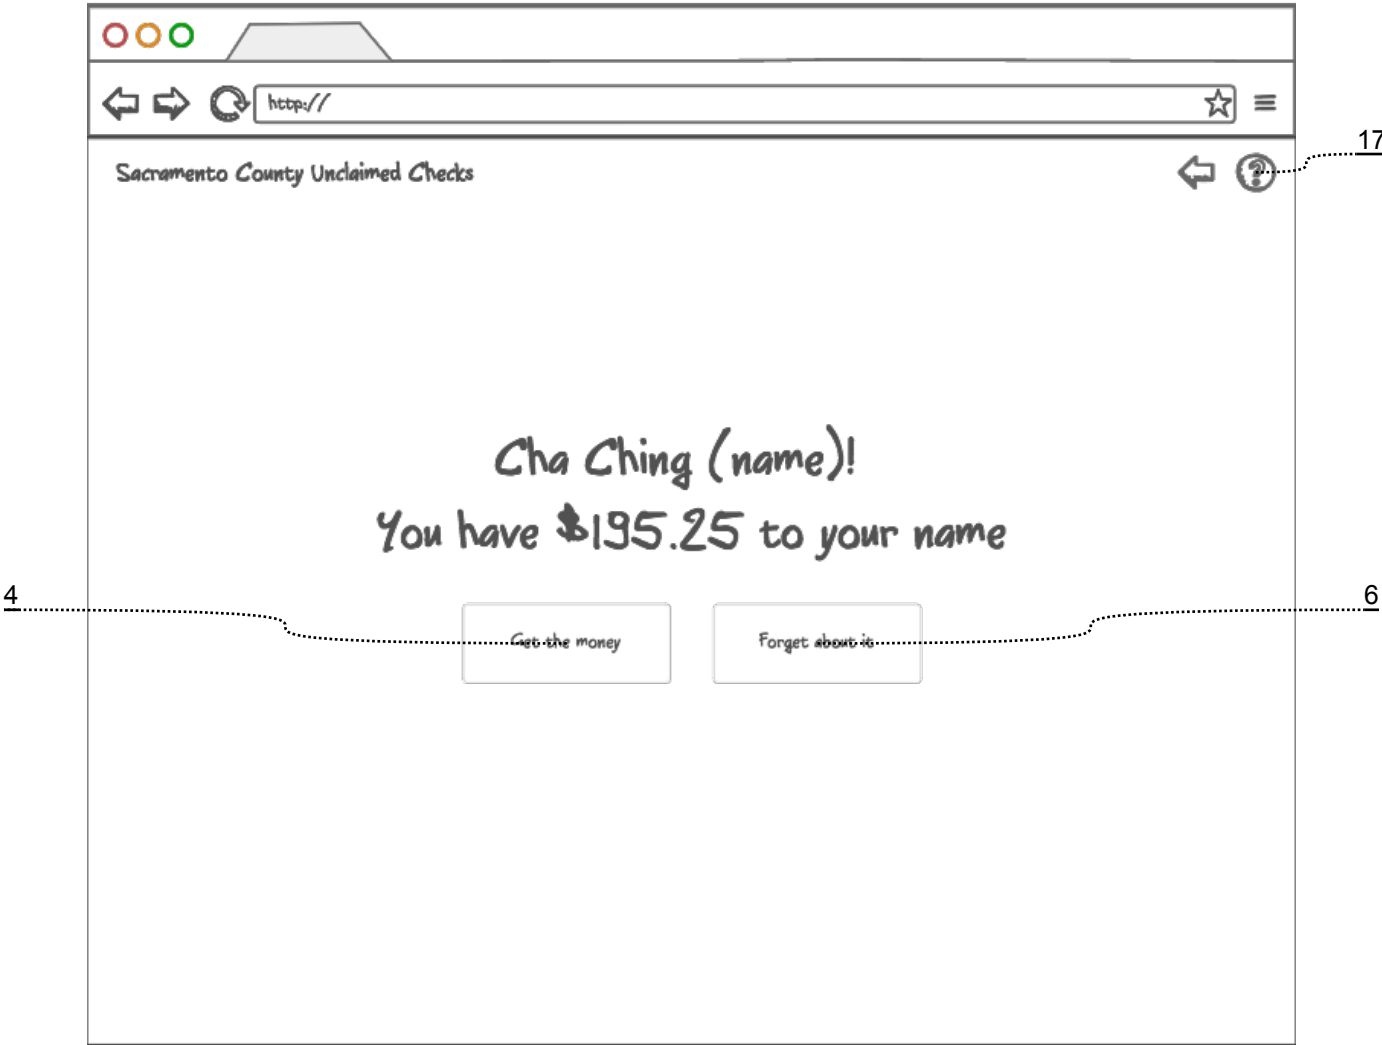 http://
17
Sacramento County Unclaimed Checks
Cha Ching (name)!
You have $195.25 to your name
4
6
Get the money
Forget about it